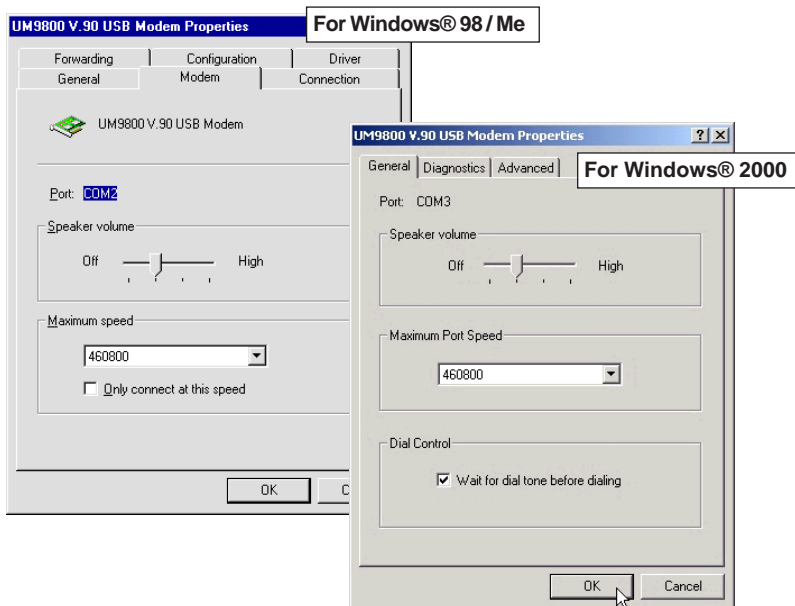 UM9800 V.90 USB Modem Properties
For Windows® 98 / Me
Forwarding Configuration Driver
General Modem Connection
UM9800 V.90 USB Modem
Port: COM2
Speaker volume
Off High
Maximum speed
460800
Only connect at this speed
OK C
UM9800 V.90 USB Modem Properties
For Windows® 2000
General Diagnostics Advanced
Port: COM3
Speaker volume
Off High
Maximum Port Speed
460800
Dial Control
Wait for dial tone before dialing
OK Cancel